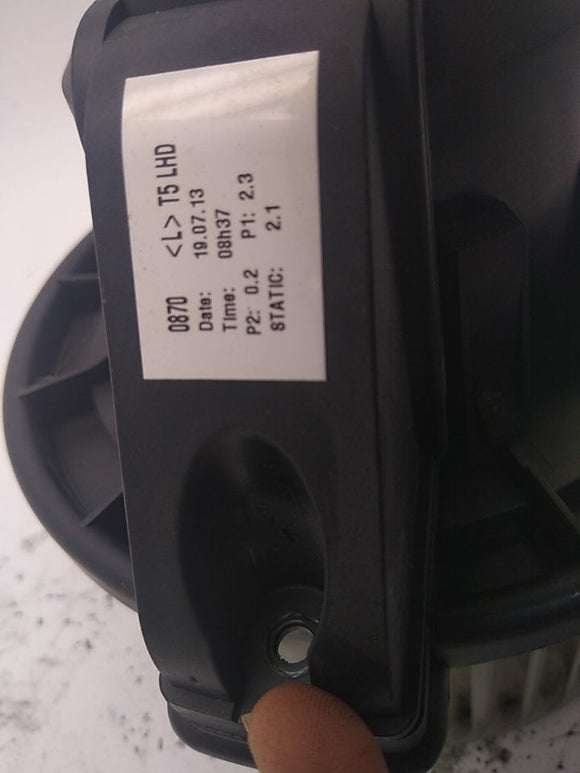 0870 <L> T5 LHD
Date: 19.07.13
Time: 08h37
P2: 0.2 P1: 2.3
STATIC: 2.1